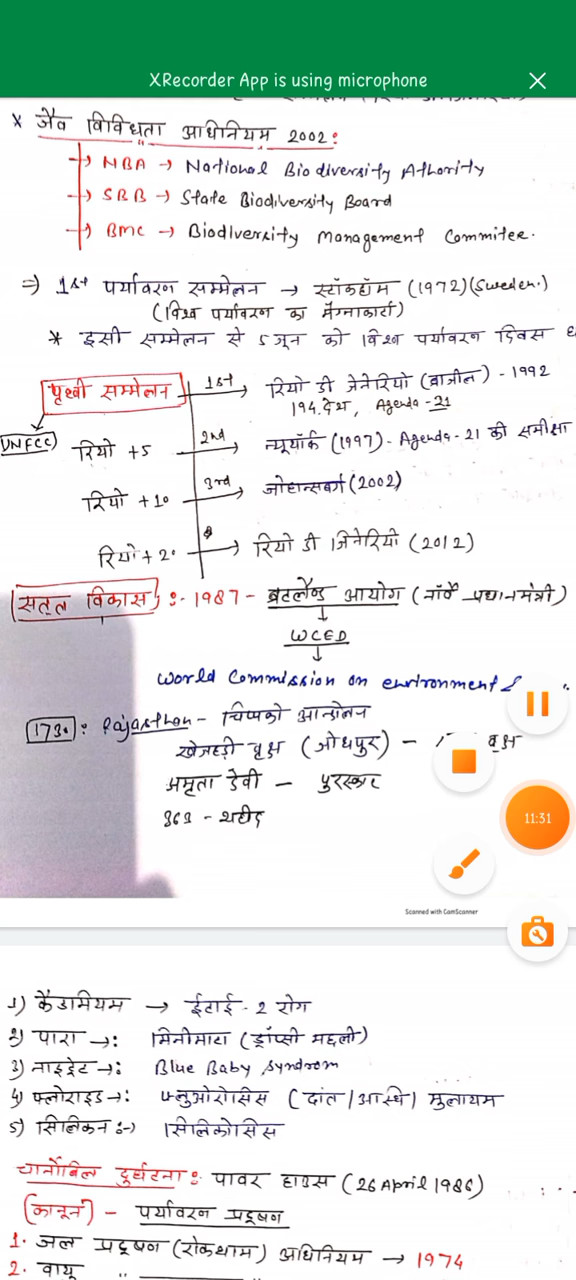 XRecorder App is using microphone
x जैव विविधता अधिनियम 2002:
→ NBA → National Biodiversity Authority
→ SBB → State Biodiversity Board
→ BMC → Biodiversity Management Commitee.
⇒ 1st पर्यावरण सम्मेलन → स्टॉकहोम (1972)(Sweden.)
(विश्व पर्यावरण का मैग्नाकार्टा)
* इसी सम्मेलन से 5 जून को विश्व पर्यावरण दिवस
पृथ्वी सम्मेलन 1st → रियो डी जेनेरियो (ब्राजील) - 1992
194 देश, Agenda-21
UNFCC
रियो +5 2nd → न्यूयॉर्क (1997) - Agenda-21 की समीक्षा
रियो +10 3rd → जोहान्सबर्ग (2002)
रियो +20 → रियो डी जिनेरियो (2012)
सतत विकास :- 1987 - ब्रटलैण्ड आयोग (नॉर्वे प्रधानमंत्री)
↓
WCED
↓
World Commission on environment &
1730 : Rajasthan - चिपको आन्दोलन
खेजड़ी वृक्ष (जोधपुर) - वृक्ष
अमृता देवी - पुरस्कार
363 - शहीद
11:31
Scanned with CamScanner
1) कैडमियम → ईटाई-2 रोग
2) पारा →: मिनीमाटा (ड्रॉप्सी मछली)
3) नाइट्रेट →: Blue Baby Syndrom
4) फ्लोराइड →: फ्लुओरोसिस (दांत/अस्थि) मुलायम
5) सिलिकन :→ सिलिकोसिस
चार्नोबिल दुर्घटना: पावर हाउस (26 April 1986)
(कानून) - पर्यावरण प्रदूषण
1. जल प्रदूषण (रोकथाम) अधिनियम → 1974
2. वायु " "